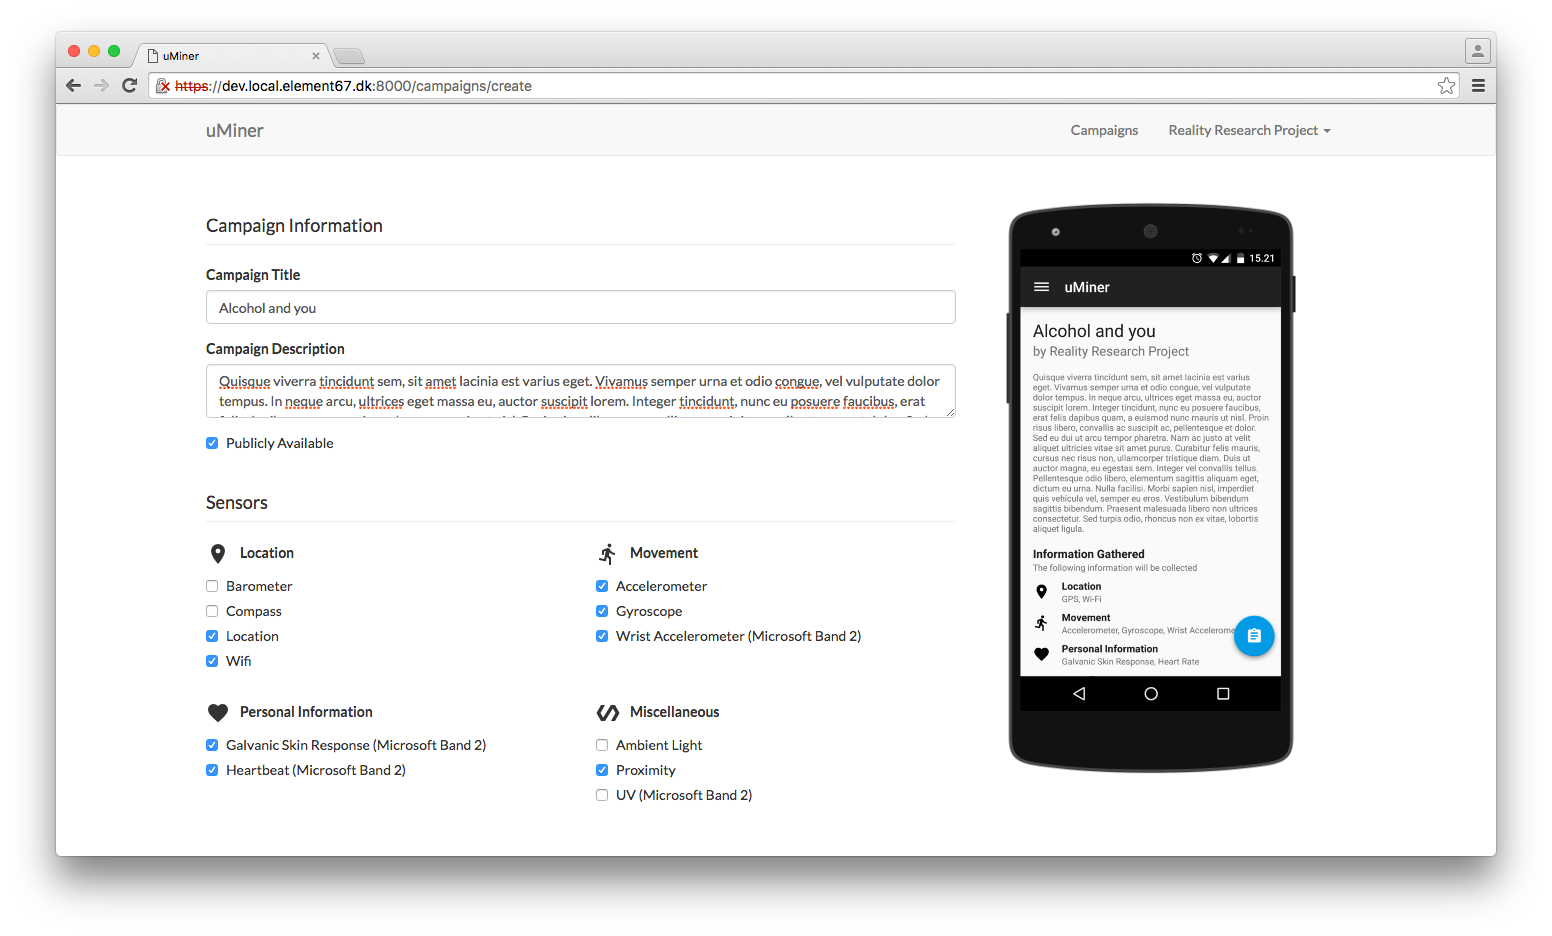 uMiner
https://dev.local.element67.dk:8000/campaigns/create
uMiner
Campaigns
Reality Research Project
Campaign Information
Campaign Title
Alcohol and you
Campaign Description
Quisque viverra tincidunt sem, sit amet lacinia est varius eget. Vivamus semper urna et odio congue, vel vulputate dolor
tempus. In neque arcu, ultrices eget massa eu, auctor suscipit lorem. Integer tincidunt, nunc eu posuere faucibus, erat
Publicly Available
Sensors
Location
Barometer
Compass
Location
Wifi
Movement
Accelerometer
Gyroscope
Wrist Accelerometer (Microsoft Band 2)
Personal Information
Galvanic Skin Response (Microsoft Band 2)
Heartbeat (Microsoft Band 2)
Miscellaneous
Ambient Light
Proximity
UV (Microsoft Band 2)
15.21
uMiner
Alcohol and you
by Reality Research Project
Quisque viverra tincidunt sem, sit amet lacinia est varius
eget. Vivamus semper urna et odio congue, vel vulputate dolor
tempus. In neque arcu, ultrices eget massa eu, auctor
suscipit lorem. Integer tincidunt, nunc eu posuere faucibus,
erat felis dapibus quam, a euismod nunc mauris ut nisl. Proin
risus libero, convallis ac suscipit ac, pellentesque et dolor.
Sed eu dui ut arcu tempor pharetra. Nam ac justo at velit
aliquet ultricies vitae sit amet purus. Curabitur felis mauris,
cursus nec risus non, ullamcorper tristique diam. Duis ut
auctor magna, eu egestas sem. Integer vel convallis tellus.
Pellentesque odio libero, elementum sagittis aliquam eget,
dictum eu urna. Nulla facilisi. Morbi sapien nisl, imperdiet
quis vehicula vel, semper eu eros. Vestibulum bibendum
sagittis bibendum. Praesent malesuada libero non ultrices
consectetur. Sed turpis odio, rhoncus non ex vitae, lobortis
aliquet ligula.
Information Gathered
The following information will be collected
Location
GPS, Wi-Fi
Movement
Accelerometer, Gyroscope, Wrist Accelerome
Personal Information
Galvanic Skin Response, Heart Rate